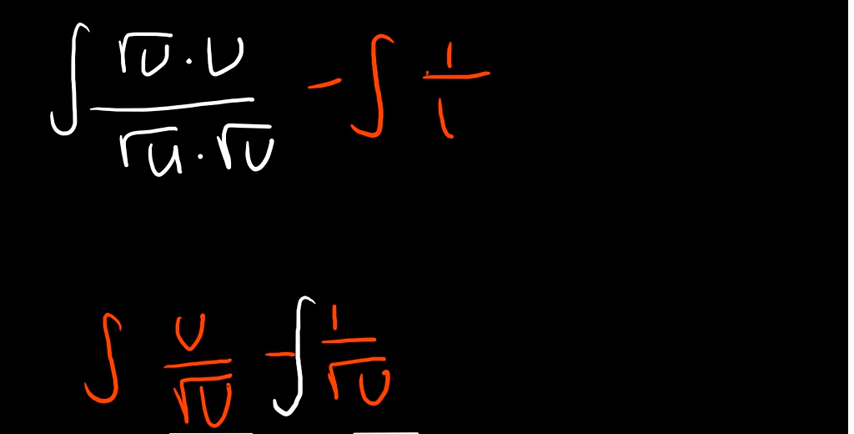 ∫ √u · u / √u · √u − ∫ 1 / l
∫ u / √u − ∫ 1 / √u